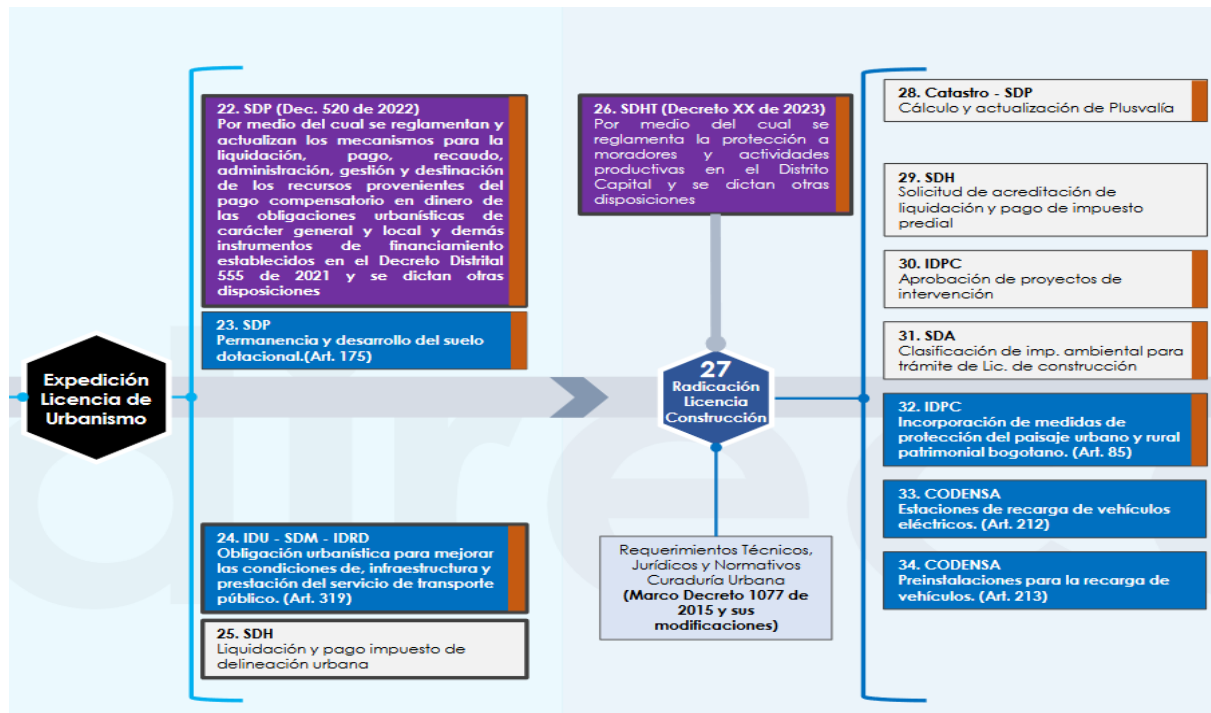 Expedición
Licencia de
Urbanismo
22. SDP (Dec. 520 de 2022)
Por medio del cual se reglamentan y
actualizan los mecanismos para la
liquidación, pago, recaudo,
administración, gestión y destinación
de los recursos provenientes del
pago compensatorio en dinero de
las obligaciones urbanísticas de
carácter general y local y demás
instrumentos de financiamiento
establecidos en el Decreto Distrital
555 de 2021 y se dictan otras
disposiciones
23. SDP
Permanencia y desarrollo del suelo
dotacional.(Art. 175)
24. IDU - SDM - IDRD
Obligación urbanística para mejorar
las condiciones de, infraestructura y
prestación del servicio de transporte
público. (Art. 319)
25. SDH
Liquidación y pago impuesto de
delineación urbana
26. SDHT (Decreto XX de 2023)
Por medio del cual se
reglamenta la protección a
moradores y actividades
productivas en el Distrito
Capital y se dictan otras
disposiciones
27
Radicación
Licencia
Construcción
Requerimientos Técnicos,
Jurídicos y Normativos
Curaduría Urbana
(Marco Decreto 1077 de
2015 y sus
modificaciones)
28. Catastro - SDP
Cálculo y actualización de Plusvalía
29. SDH
Solicitud de acreditación de
liquidación y pago de impuesto
predial
30. IDPC
Aprobación de proyectos de
intervención
31. SDA
Clasificación de imp. ambiental para
trámite de Lic. de construcción
32. IDPC
Incorporación de medidas de
protección del paisaje urbano y rural
patrimonial bogotano. (Art. 85)
33. CODENSA
Estaciones de recarga de vehículos
eléctricos. (Art. 212)
34. CODENSA
Preinstalaciones para la recarga de
vehículos. (Art. 213)